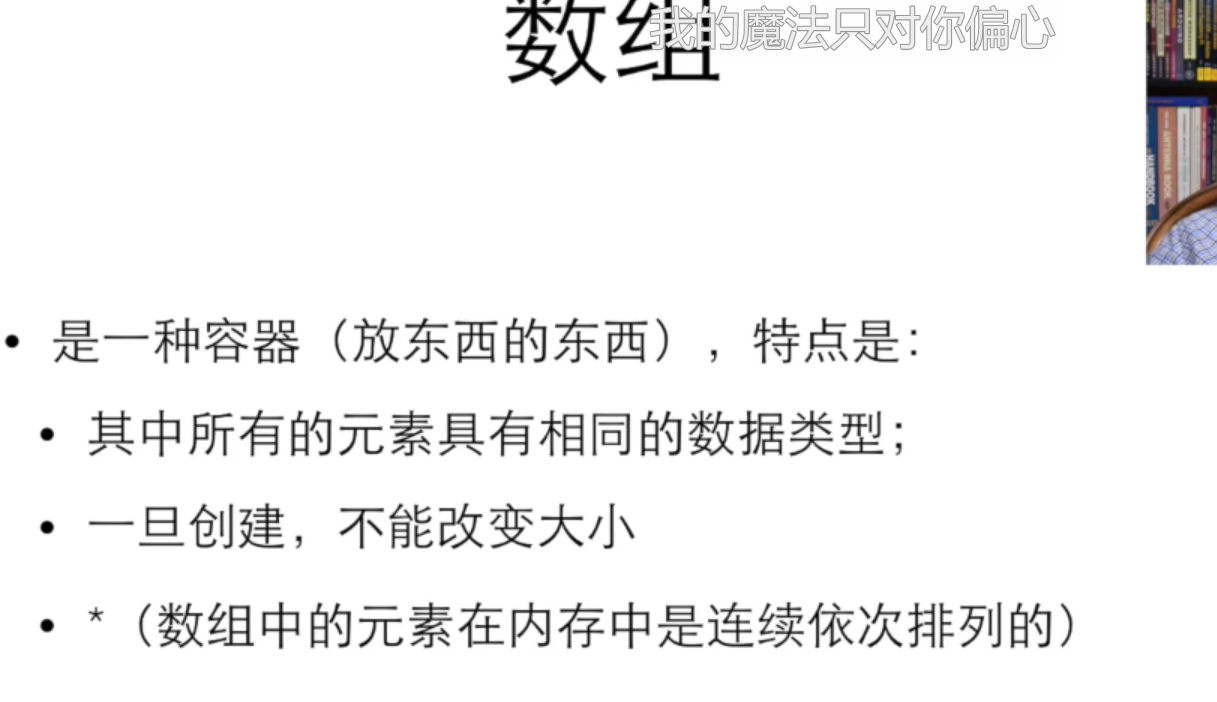 数组
我的魔法只对你偏心
ANTENNA BOOK
HANDBOOK
• 是一种容器（放东西的东西），特点是：
• 其中所有的元素具有相同的数据类型；
• 一旦创建，不能改变大小
• *（数组中的元素在内存中是连续依次排列的）